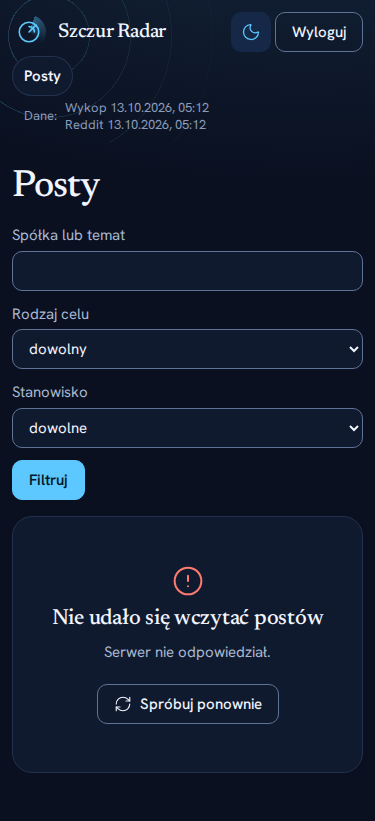 Szczur Radar
Wyloguj
Posty
Dane:
Wykop 13.10.2026, 05:12
Reddit 13.10.2026, 05:12
Posty
Spółka lub temat
Rodzaj celu
dowolny
Stanowisko
dowolne
Filtruj
Nie udało się wczytać postów
Serwer nie odpowiedział.
Spróbuj ponownie